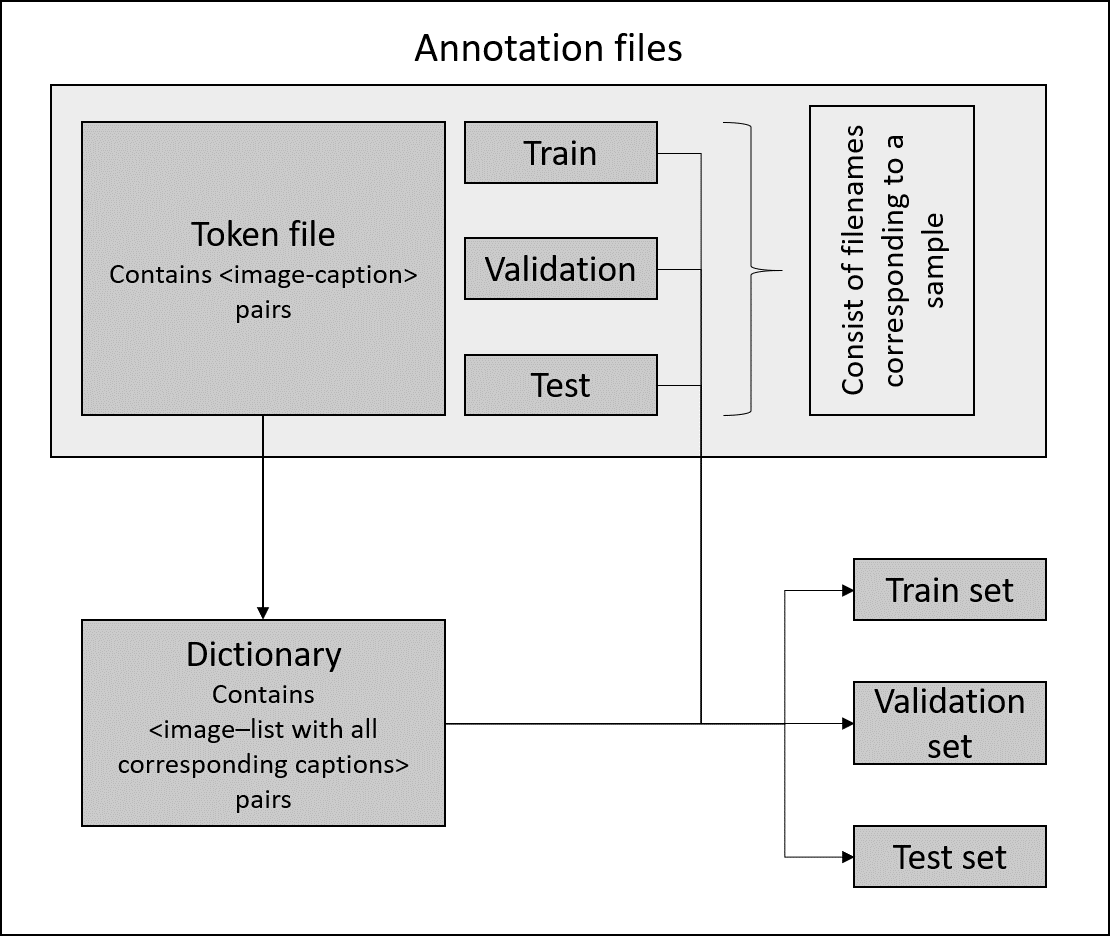 Annotation files
Token file
Contains <image-caption>
pairs
Train
Validation
Test
Consist of filenames
corresponding to a
sample
Dictionary
Contains
<image–list with all
corresponding captions>
pairs
Train set
Validation
set
Test set